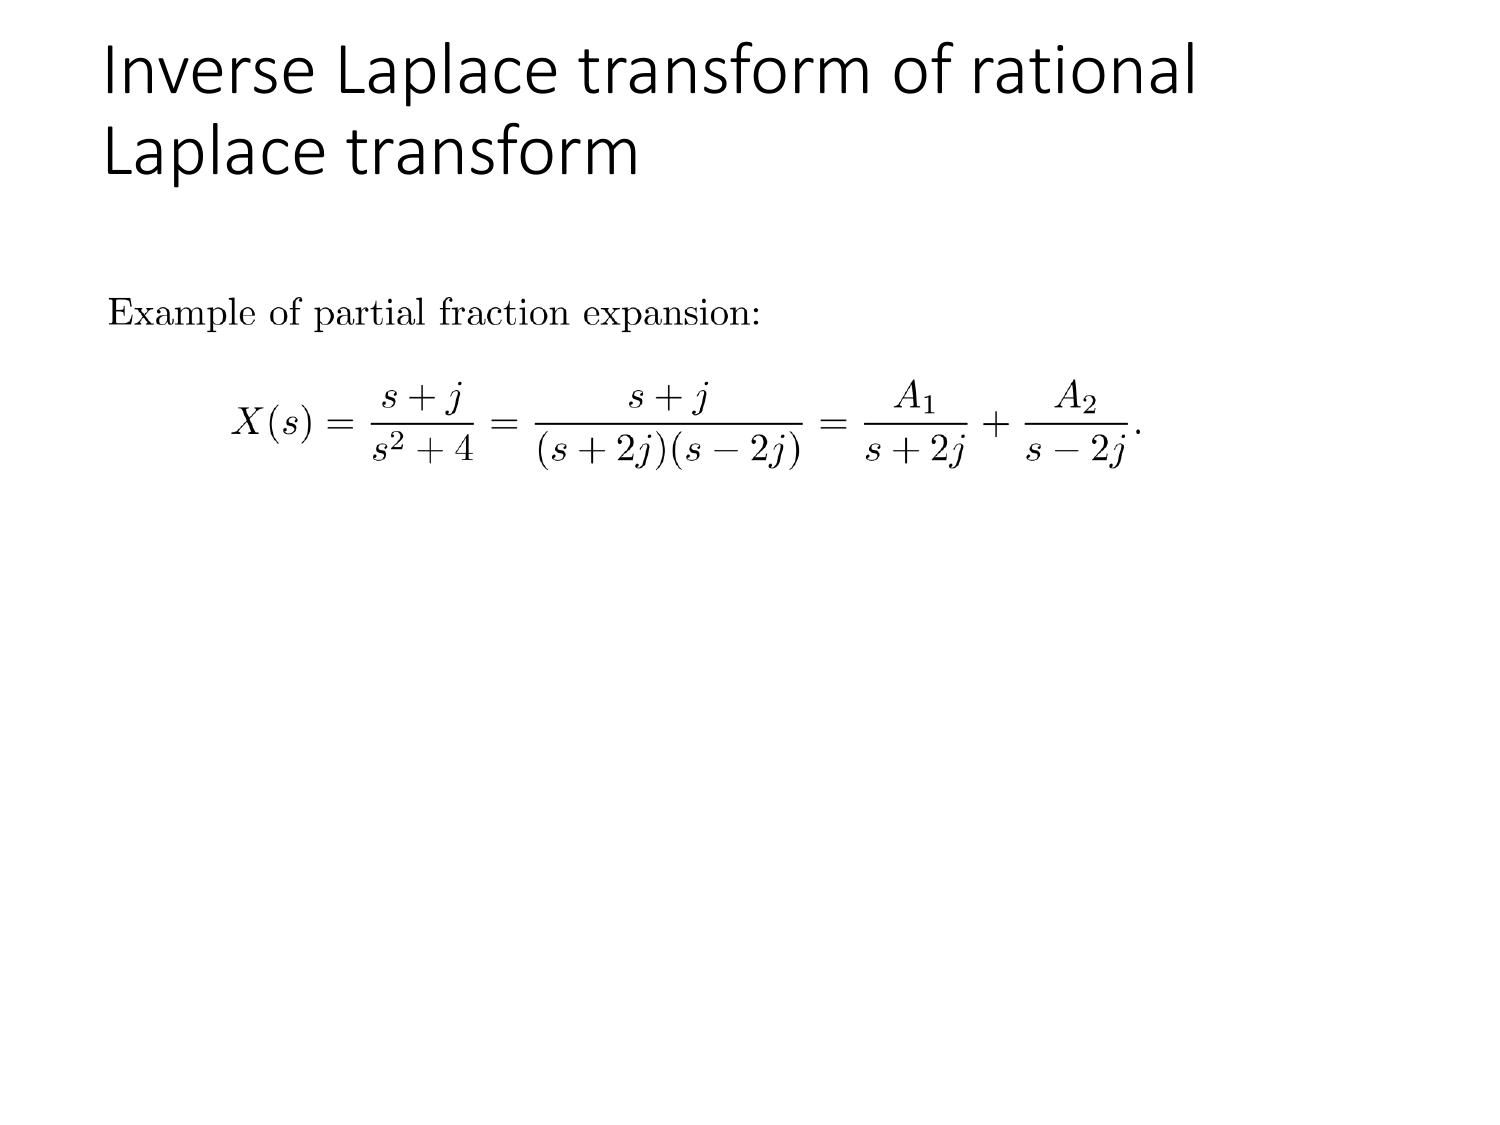 Inverse Laplace transform of rational
Laplace transform
Example of partial fraction expansion:
$X(s) = \frac{s+j}{s^2+4} = \frac{s+j}{(s+2j)(s-2j)} = \frac{A_1}{s+2j} + \frac{A_2}{s-2j}.$